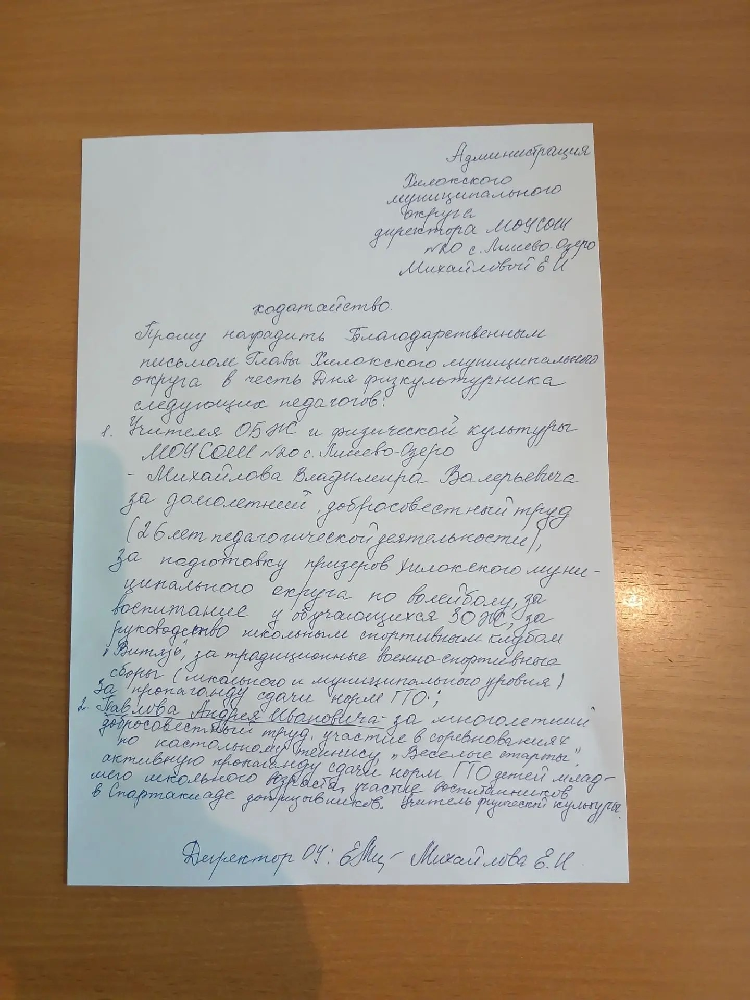 Администрация
Хилокского
муниципального
округа
директора МОУСОШ
№20 с. Линево-Озеро
Михайловой Е И
ходатайство.
Прошу наградить Благодарственным
письмом Главы Хилокского муниципального
округа в честь Дня физкультурника
следующих педагогов:
1. Учителя ОБЖ и физической культуры
МОУСОШ №20 с. Линево-Озеро
- Михайлова Владимира Валерьевича
за долголетний, добросовестный труд
(26 лет педагогической деятельности),
за подготовку призеров Хилокского муни-
ципального округа по волейболу, за
воспитание у обучающихся ЗОЖ, за
руководство школьным спортивным клубом
„Витязь", за традиционные военно-спортивные
сборы (школьного и муниципального уровня)
За пропаганду сдачи норм ГТО.;
2. Павлова Андрея Ивановича - за многолетний
добросовестный труд, участие в соревнованиях
по настольному теннису, „Веселые старты",
активную пропаганду сдачи норм ГТО детей млад-
шего школьного возраста, участие воспитанников
в Спартакиаде допризывников. Учитель физической культуры.
Директор ОУ: Михайлова Е. И